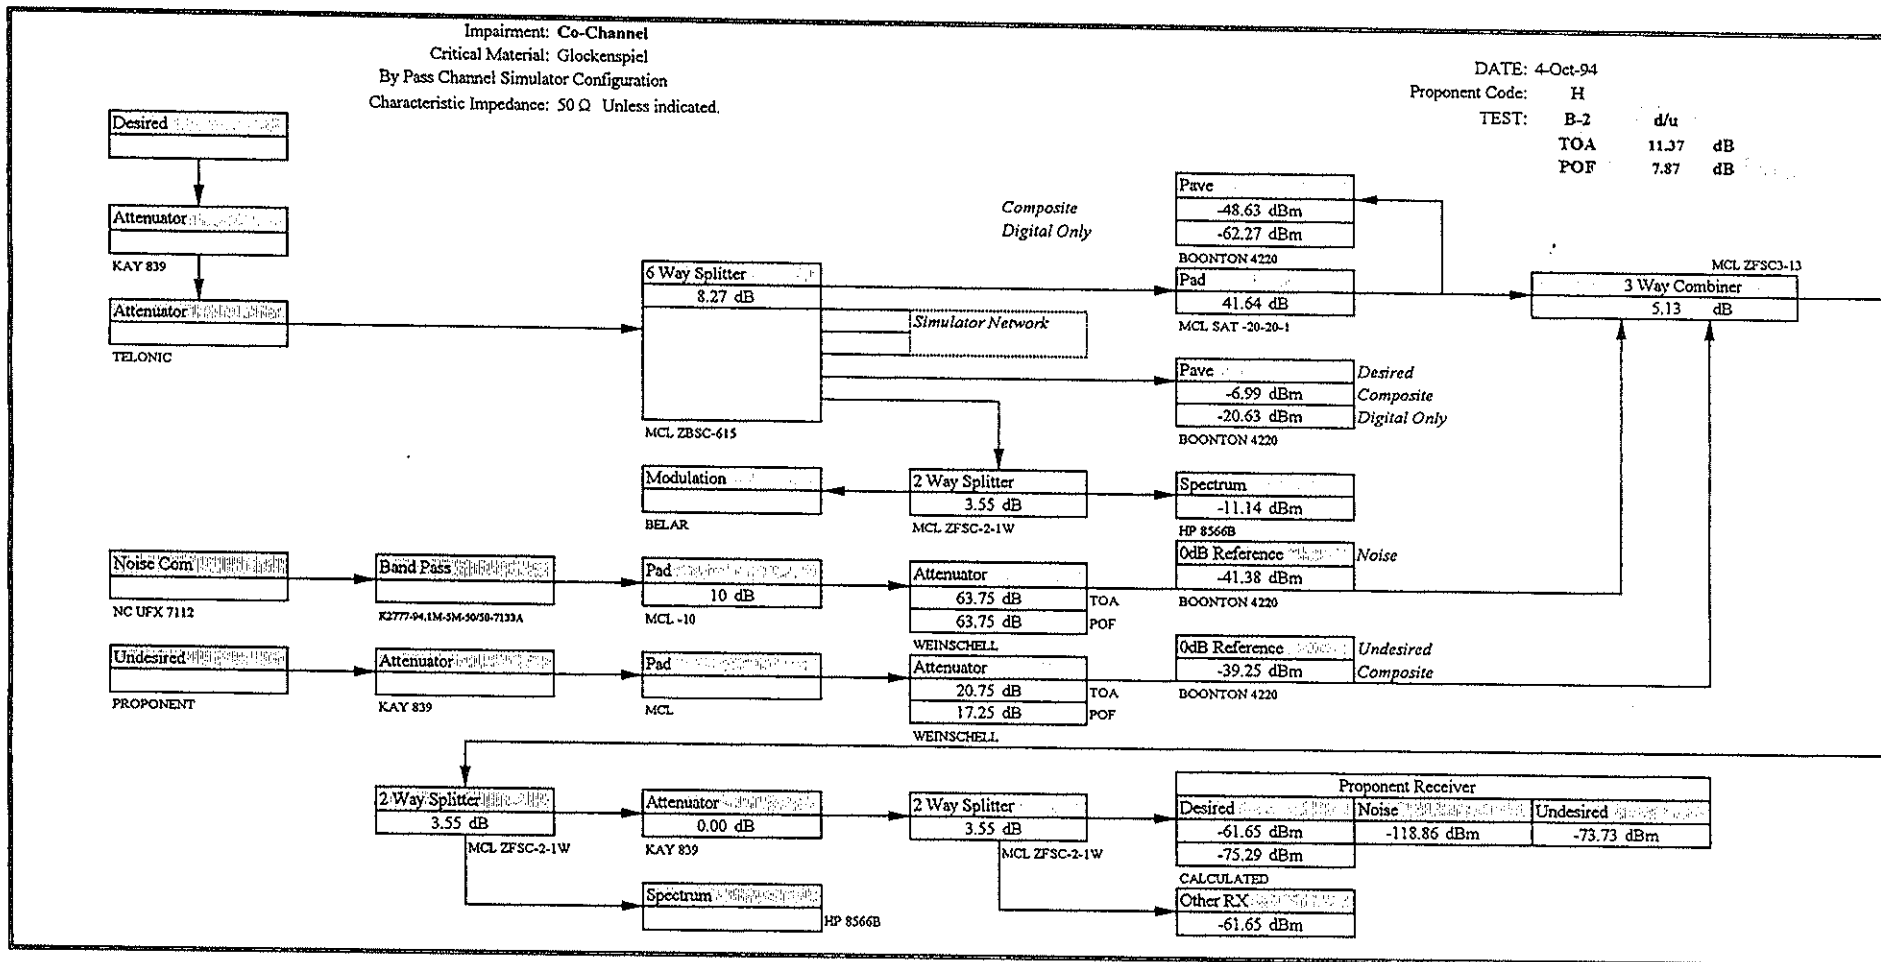 Impairment: Co-Channel
Critical Material: Glockenspiel
By Pass Channel Simulator Configuration
Characteristic Impedance: 50 Ω Unless indicated.
DATE: 4-Oct-94
Proponent Code: H
TEST: B-2 d/u
TOA 11.37 dB
POF 7.87 dB
Desired
Attenuator
KAY 839
Attenuator
TELONIC
6 Way Splitter
8.27 dB
MCL ZBSC-615
Simulator Network
Composite
Digital Only
Pave
-48.63 dBm
-62.27 dBm
BOONTON 4220
Pad
41.64 dB
MCL SAT -20-20-1
MCL ZFSC3-13
3 Way Combiner
5.13 dB
Pave
Desired
-6.99 dBm
Composite
-20.63 dBm
Digital Only
BOONTON 4220
Modulation
BELAR
2 Way Splitter
3.55 dB
MCL ZFSC-2-1W
Spectrum
-11.14 dBm
HP 8566B
Noise Com
NC UFX 7112
Band Pass
K2777-94.1M-5M-50/50-7133A
Pad
10 dB
MCL -10
Attenuator
63.75 dB TOA
63.75 dB POF
WEINSCHELL
0dB Reference
Noise
-41.38 dBm
BOONTON 4220
Undesired
PROPONENT
Attenuator
KAY 839
Pad
MCL
Attenuator
20.75 dB TOA
17.25 dB POF
WEINSCHELL
0dB Reference
Undesired
-39.25 dBm
Composite
BOONTON 4220
2 Way Splitter
3.55 dB
MCL ZFSC-2-1W
Attenuator
0.00 dB
KAY 839
2 Way Splitter
3.55 dB
MCL ZFSC-2-1W
Proponent Receiver
Desired Noise Undesired
-61.65 dBm -118.86 dBm -73.73 dBm
-75.29 dBm
CALCULATED
Spectrum
HP 8566B
Other RX
-61.65 dBm